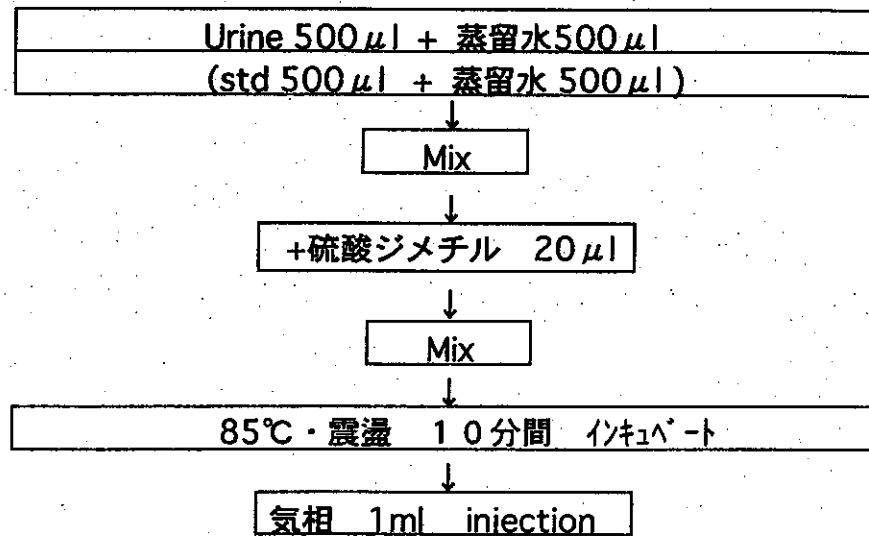 Urine 500μl + 蒸留水500μl
(std 500μl + 蒸留水 500μl)
↓
Mix
↓
+硫酸ジメチル 20μl
↓
Mix
↓
85℃・震盪 10分間 ｲﾝｷｭﾍﾞｰﾄ
↓
気相 1ml injection